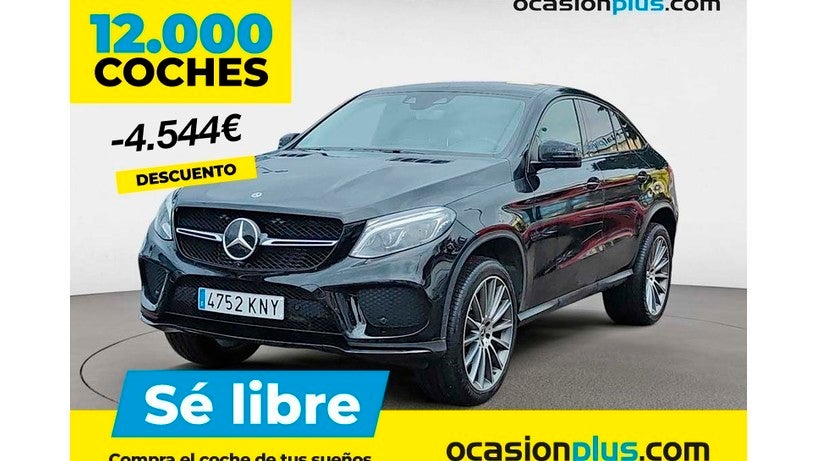 ocasionplus.com
12.000
COCHES
-4.544€
DESCUENTO
4752 KNY
Sé libre
Compra el coche de tus sueños
ocasionplus.com